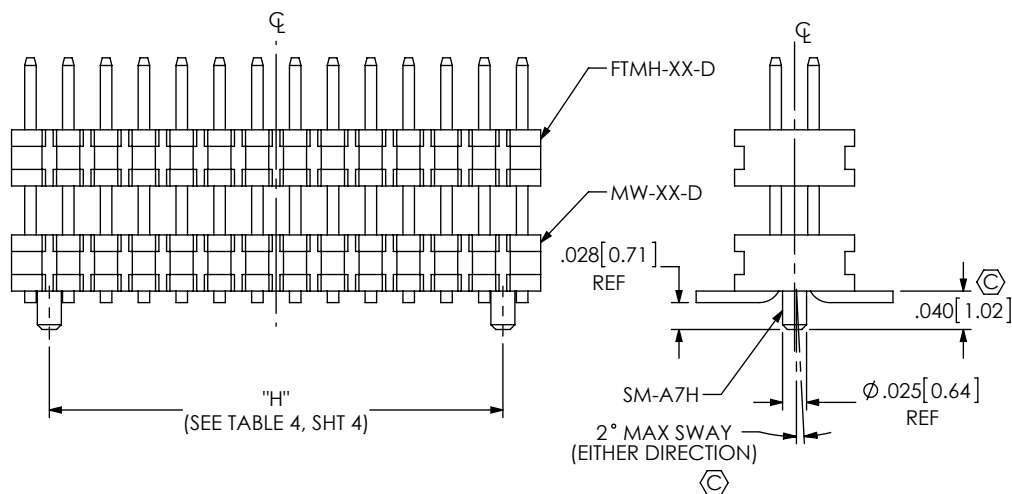 ℄
℄
FTMH-XX-D
MW-XX-D
.028[0.71]
REF
C
.040[1.02]
"H"
(SEE TABLE 4, SHT 4)
SM-A7H
Ø.025[0.64]
REF
2° MAX SWAY
(EITHER DIRECTION)
C